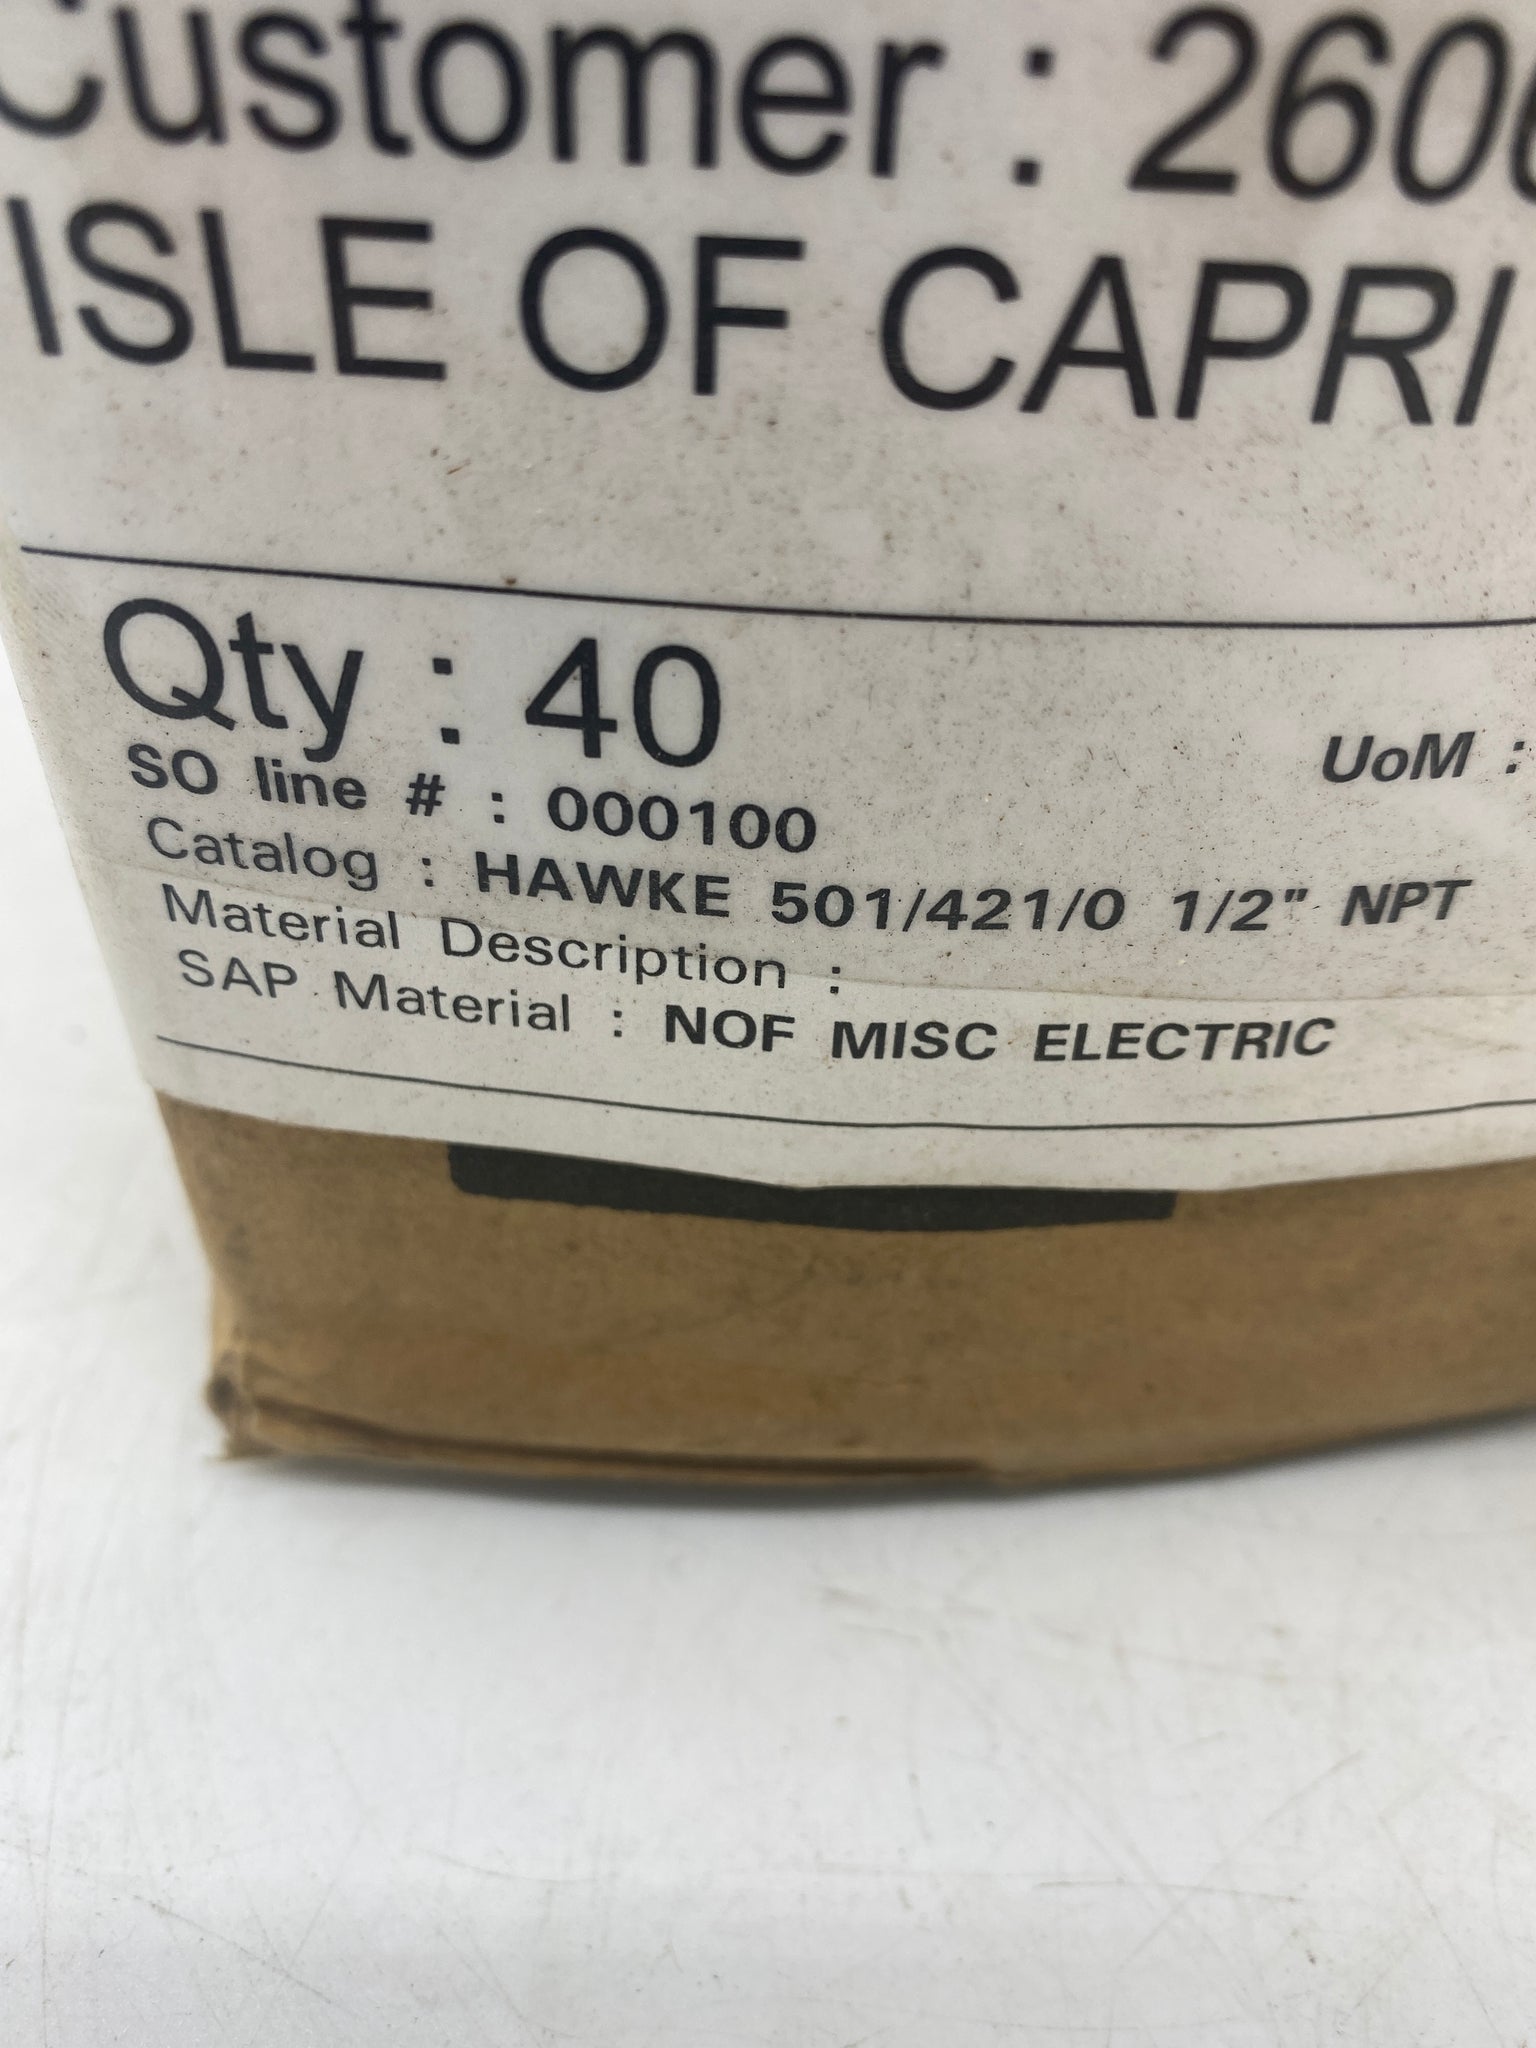 Customer : 260
ISLE OF CAPRI
Qty : 40
UoM :
SO line # : 000100
Catalog : HAWKE 501/421/0 1/2" NPT
Material Description :
SAP Material : NOF MISC ELECTRIC